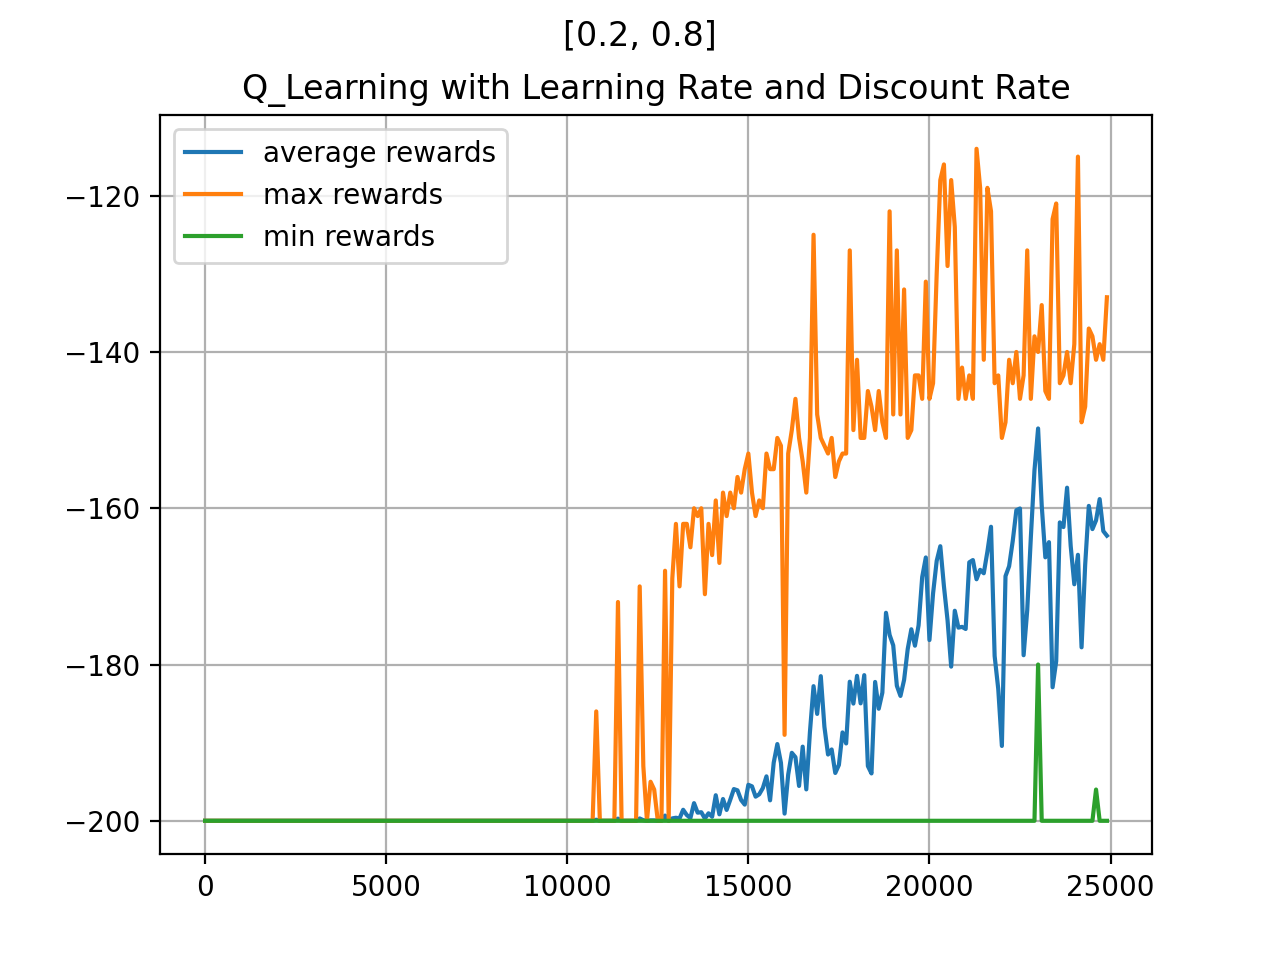 [0.2, 0.8]
Q_Learning with Learning Rate and Discount Rate
average rewards
max rewards
min rewards
−120
−140
−160
−180
−200
0 5000 10000 15000 20000 25000